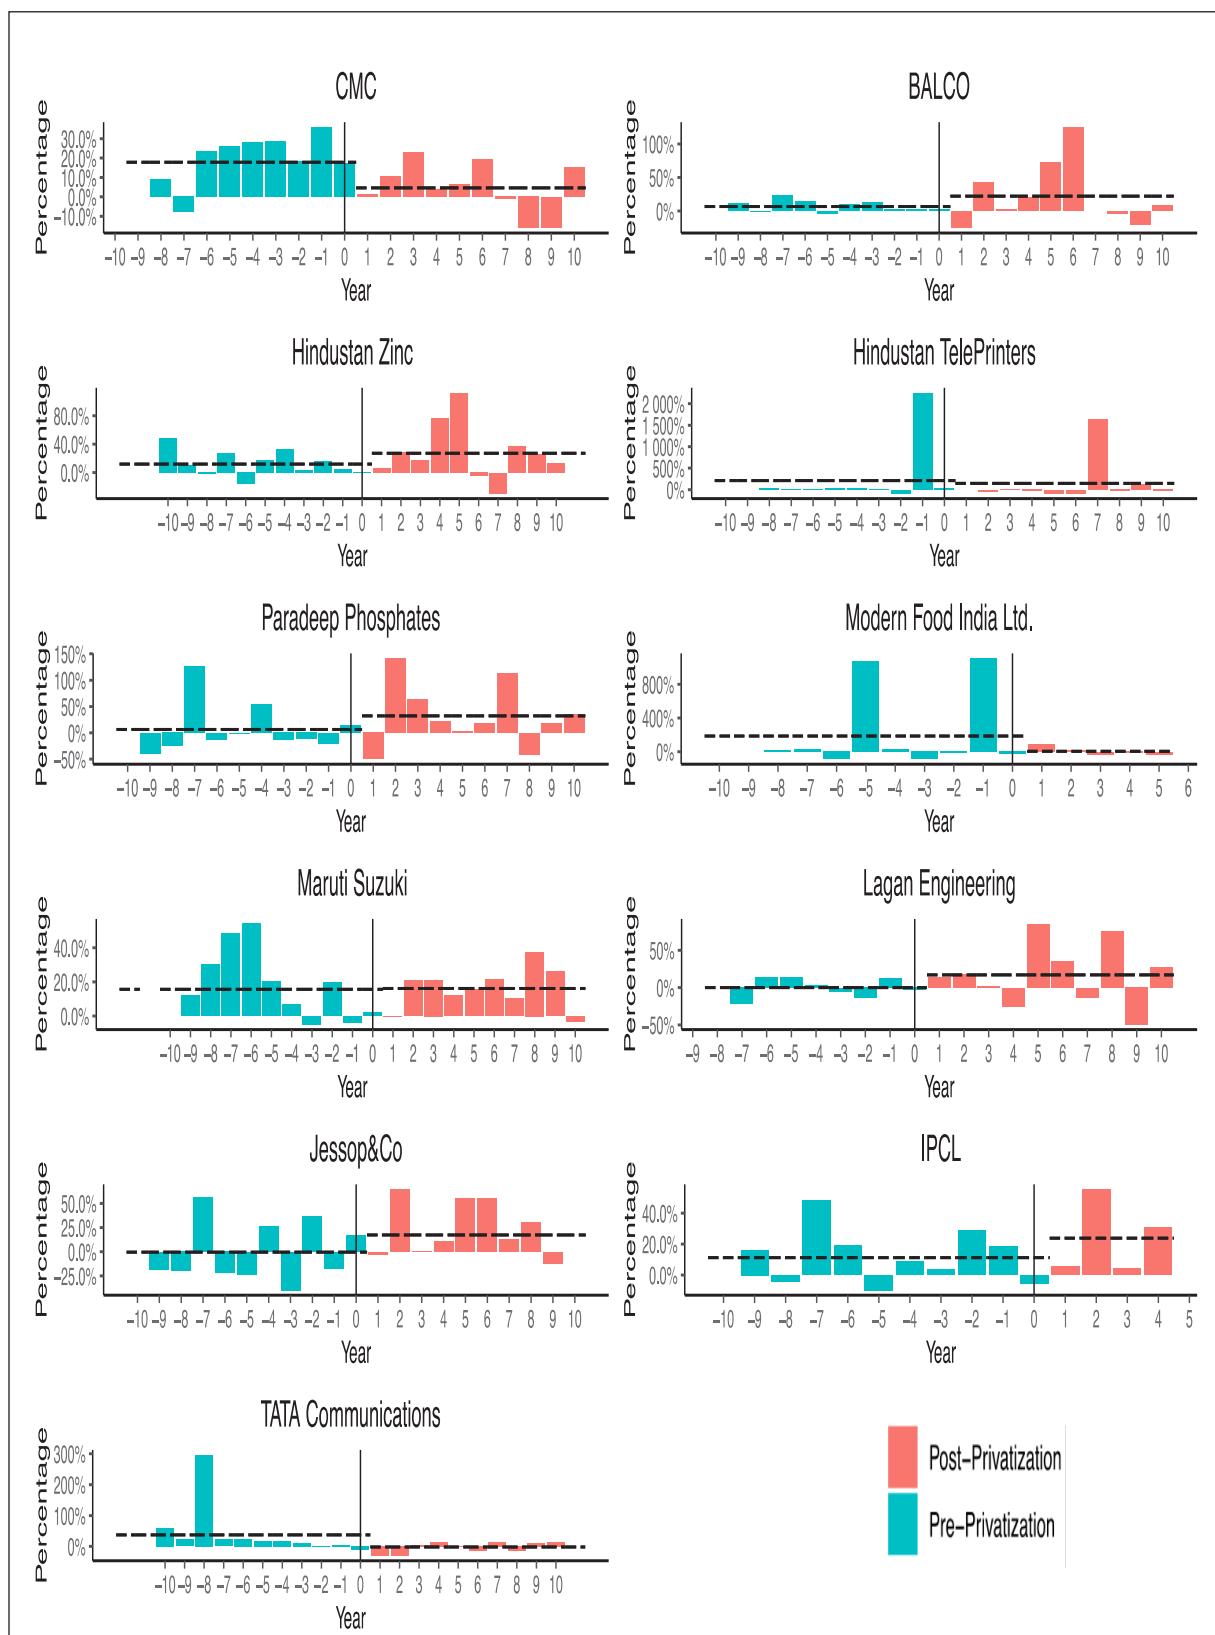 CMC
Percentage
30.0%
20.0%
10.0%
0.0%
−10.0%
−10 −9 −8 −7 −6 −5 −4 −3 −2 −1 0 1 2 3 4 5 6 7 8 9 10
Year
BALCO
Percentage
100%
50%
0%
−10 −9 −8 −7 −6 −5 −4 −3 −2 −1 0 1 2 3 4 5 6 7 8 9 10
Year
Hindustan Zinc
Percentage
80.0%
40.0%
0.0%
−10 −9 −8 −7 −6 −5 −4 −3 −2 −1 0 1 2 3 4 5 6 7 8 9 10
Year
Hindustan TelePrinters
Percentage
2 000%
1 500%
1 000%
500%
0%
−10 −9 −8 −7 −6 −5 −4 −3 −2 −1 0 1 2 3 4 5 6 7 8 9 10
Year
Paradeep Phosphates
Percentage
150%
100%
50%
0%
−50%
−10 −9 −8 −7 −6 −5 −4 −3 −2 −1 0 1 2 3 4 5 6 7 8 9 10
Year
Modern Food India Ltd.
Percentage
800%
400%
0%
−10 −9 −8 −7 −6 −5 −4 −3 −2 −1 0 1 2 3 4 5 6
Year
Maruti Suzuki
Percentage
40.0%
20.0%
0.0%
−10 −9 −8 −7 −6 −5 −4 −3 −2 −1 0 1 2 3 4 5 6 7 8 9 10
Year
Lagan Engineering
Percentage
50%
0%
−50%
−9 −8 −7 −6 −5 −4 −3 −2 −1 0 1 2 3 4 5 6 7 8 9 10
Year
Jessop&Co
Percentage
50.0%
25.0%
0.0%
−25.0%
−10 −9 −8 −7 −6 −5 −4 −3 −2 −1 0 1 2 3 4 5 6 7 8 9 10
Year
IPCL
Percentage
40.0%
20.0%
0.0%
−10 −9 −8 −7 −6 −5 −4 −3 −2 −1 0 1 2 3 4 5
Year
TATA Communications
Percentage
300%
200%
100%
0%
−10 −9 −8 −7 −6 −5 −4 −3 −2 −1 0 1 2 3 4 5 6 7 8 9 10
Year
Post−Privatization
Pre−Privatization